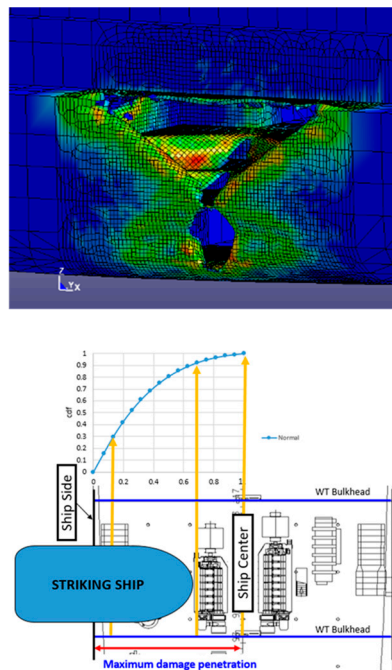 Z
Y X
1
0.9
0.8
0.7
0.6
0.5
0.4
0.3
0.2
0.1
0
cdf
0 0.2 0.4 0.6 0.8 1
Normal
Ship Side
WT Bulkhead
STRIKING SHIP
Ship Center
WT Bulkhead
Maximum damage penetration